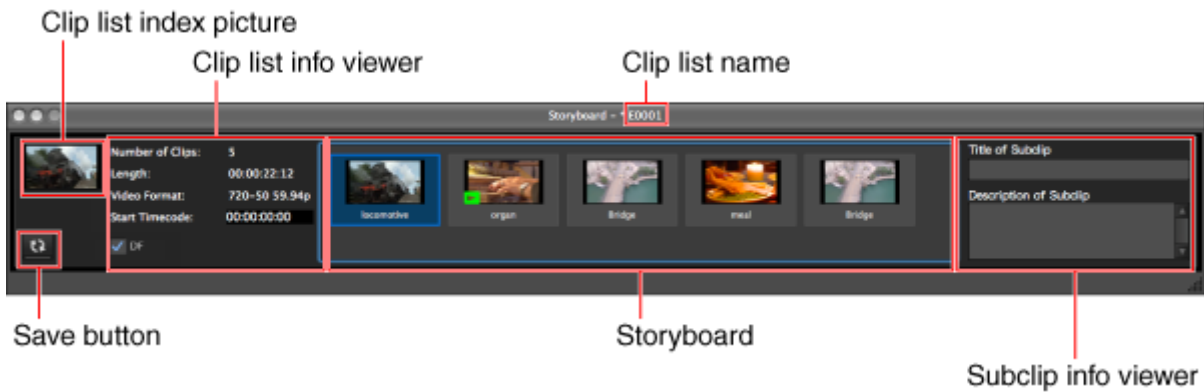 Clip list index picture
Clip list info viewer
Clip list name
Storyboard - * E0001
Number of Clips: 5
Length: 00:00:22:12
Video Format: 720-50 59.94p
Start Timecode: 00:00:00:00
DF
locomotive
organ
Bridge
meal
Bridge
Title of Subclip
Description of Subclip
Save button
Storyboard
Subclip info viewer